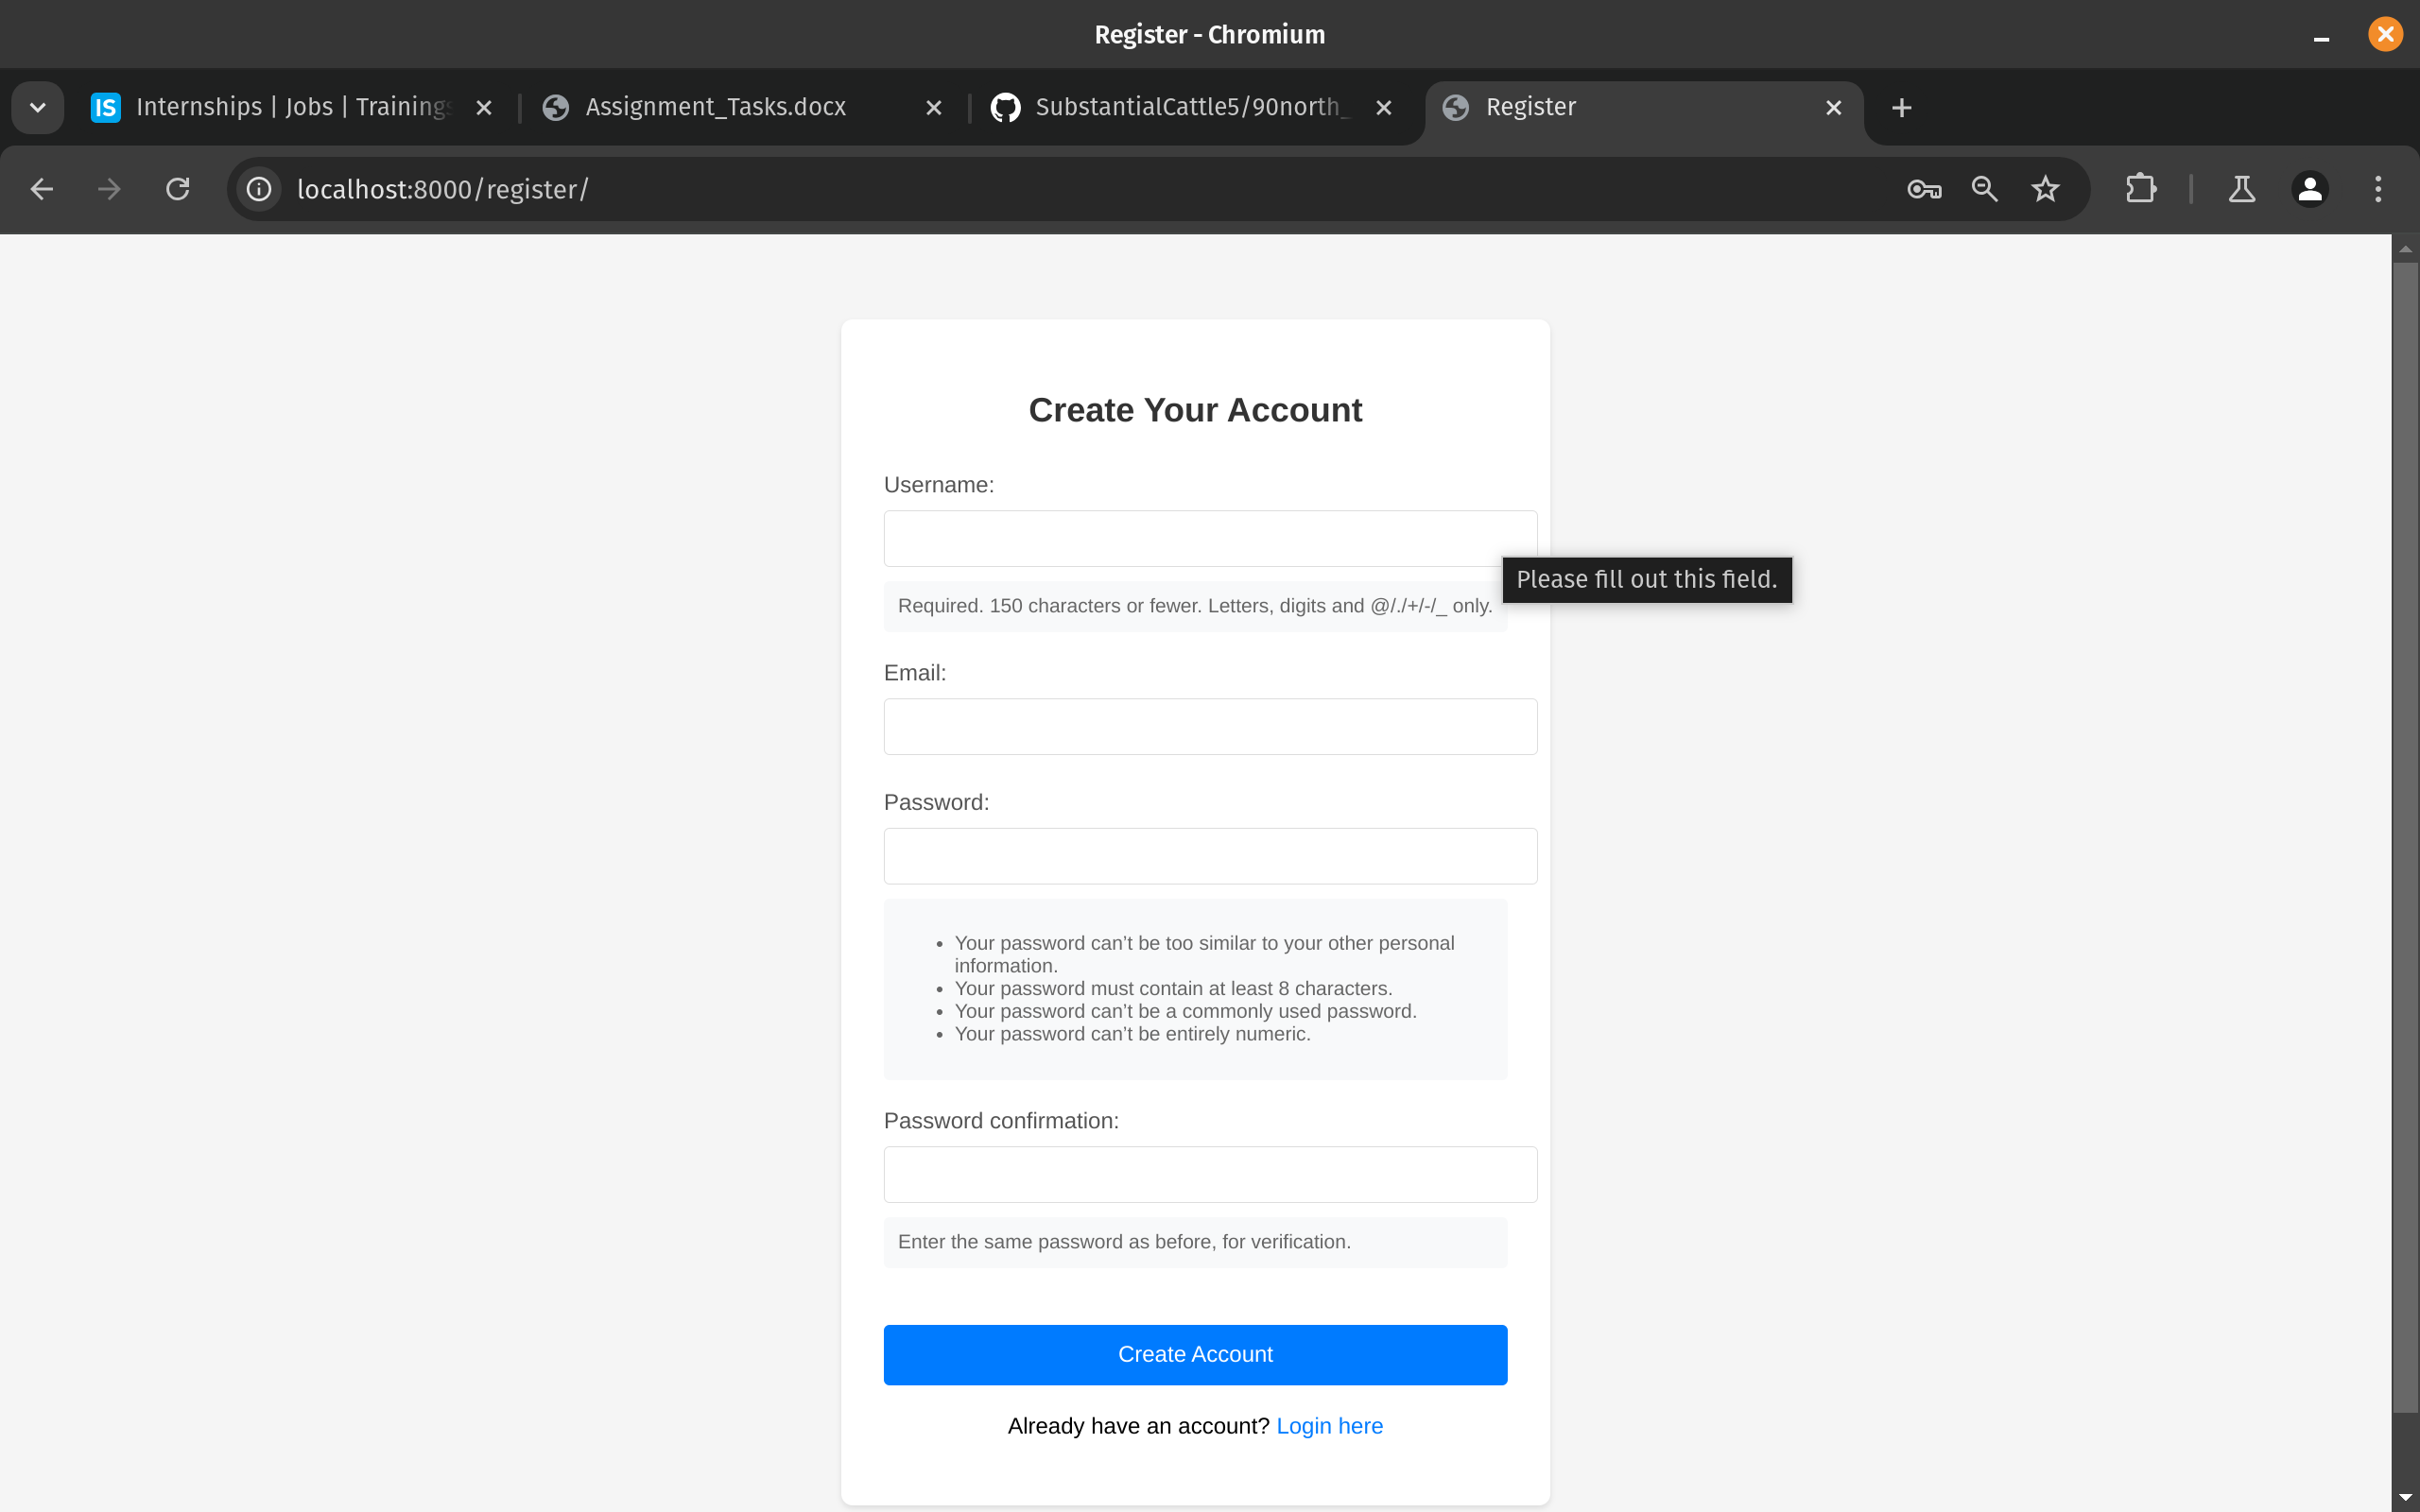 Register - Chromium
IS Internships | Jobs | Trainings
Assignment_Tasks.docx
SubstantialCattle5/90north_
Register
localhost:8000/register/
Create Your Account
Username:
Please fill out this field.
Required. 150 characters or fewer. Letters, digits and @/./+/-/_ only.
Email:
Password:
• Your password can’t be too similar to your other personal
information.
• Your password must contain at least 8 characters.
• Your password can’t be a commonly used password.
• Your password can’t be entirely numeric.
Password confirmation:
Enter the same password as before, for verification.
Create Account
Already have an account? Login here